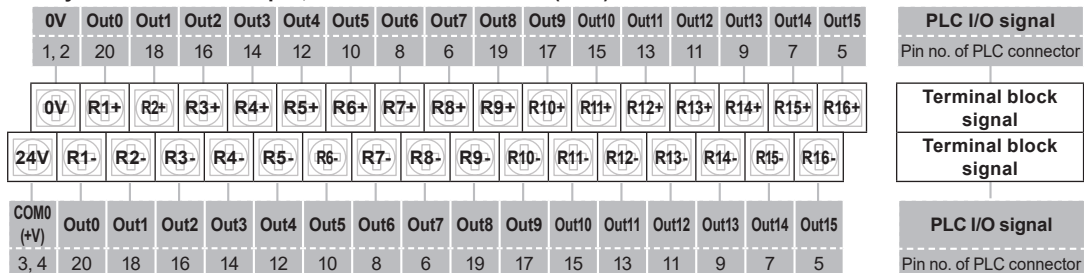 0V Out0 Out1 Out2 Out3 Out4 Out5 Out6 Out7 Out8 Out9 Out10 Out11 Out12 Out13 Out14 Out15 PLC I/O signal
1, 2 20 18 16 14 12 10 8 6 19 17 15 13 11 9 7 5 Pin no. of PLC connector
0V R1+ R2+ R3+ R4+ R5+ R6+ R7+ R8+ R9+ R10+ R11+ R12+ R13+ R14+ R15+ R16+ Terminal block
signal
24V R1- R2- R3- R4- R5- R6- R7- R8- R9- R10- R11- R12- R13- R14- R15- R16- Terminal block
signal
COM0
(+V) Out0 Out1 Out2 Out3 Out4 Out5 Out6 Out7 Out8 Out9 Out10 Out11 Out12 Out13 Out14 Out15 PLC I/O signal
3, 4 20 18 16 14 12 10 8 6 19 17 15 13 11 9 7 5 Pin no. of PLC connector